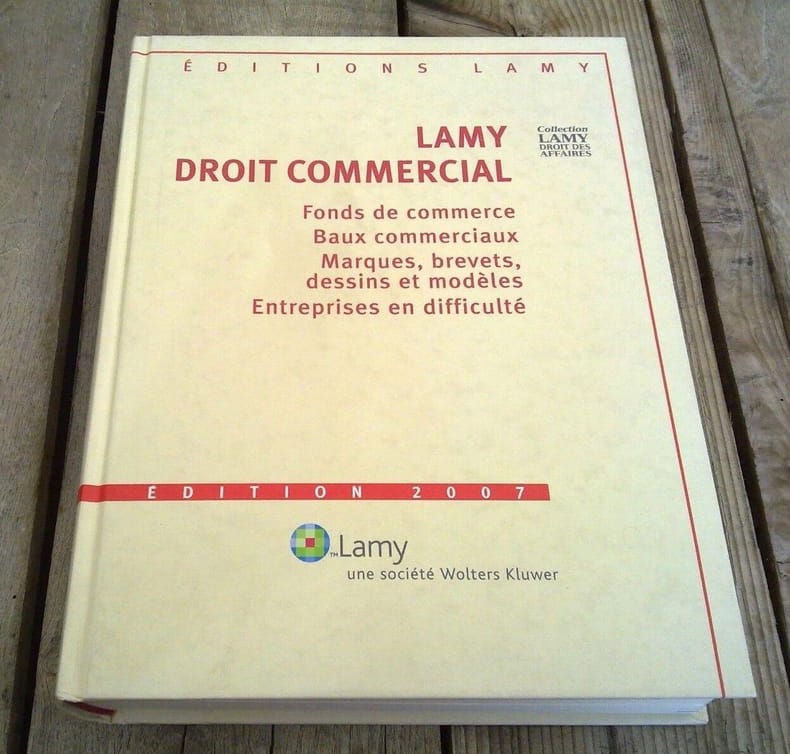 ÉDITIONS LAMY
LAMY
DROIT COMMERCIAL
Collection
LAMY
DROIT DES
AFFAIRES
Fonds de commerce
Baux commerciaux
Marques, brevets,
dessins et modèles
Entreprises en difficulté
ÉDITION 2007
™Lamy
une société Wolters Kluwer